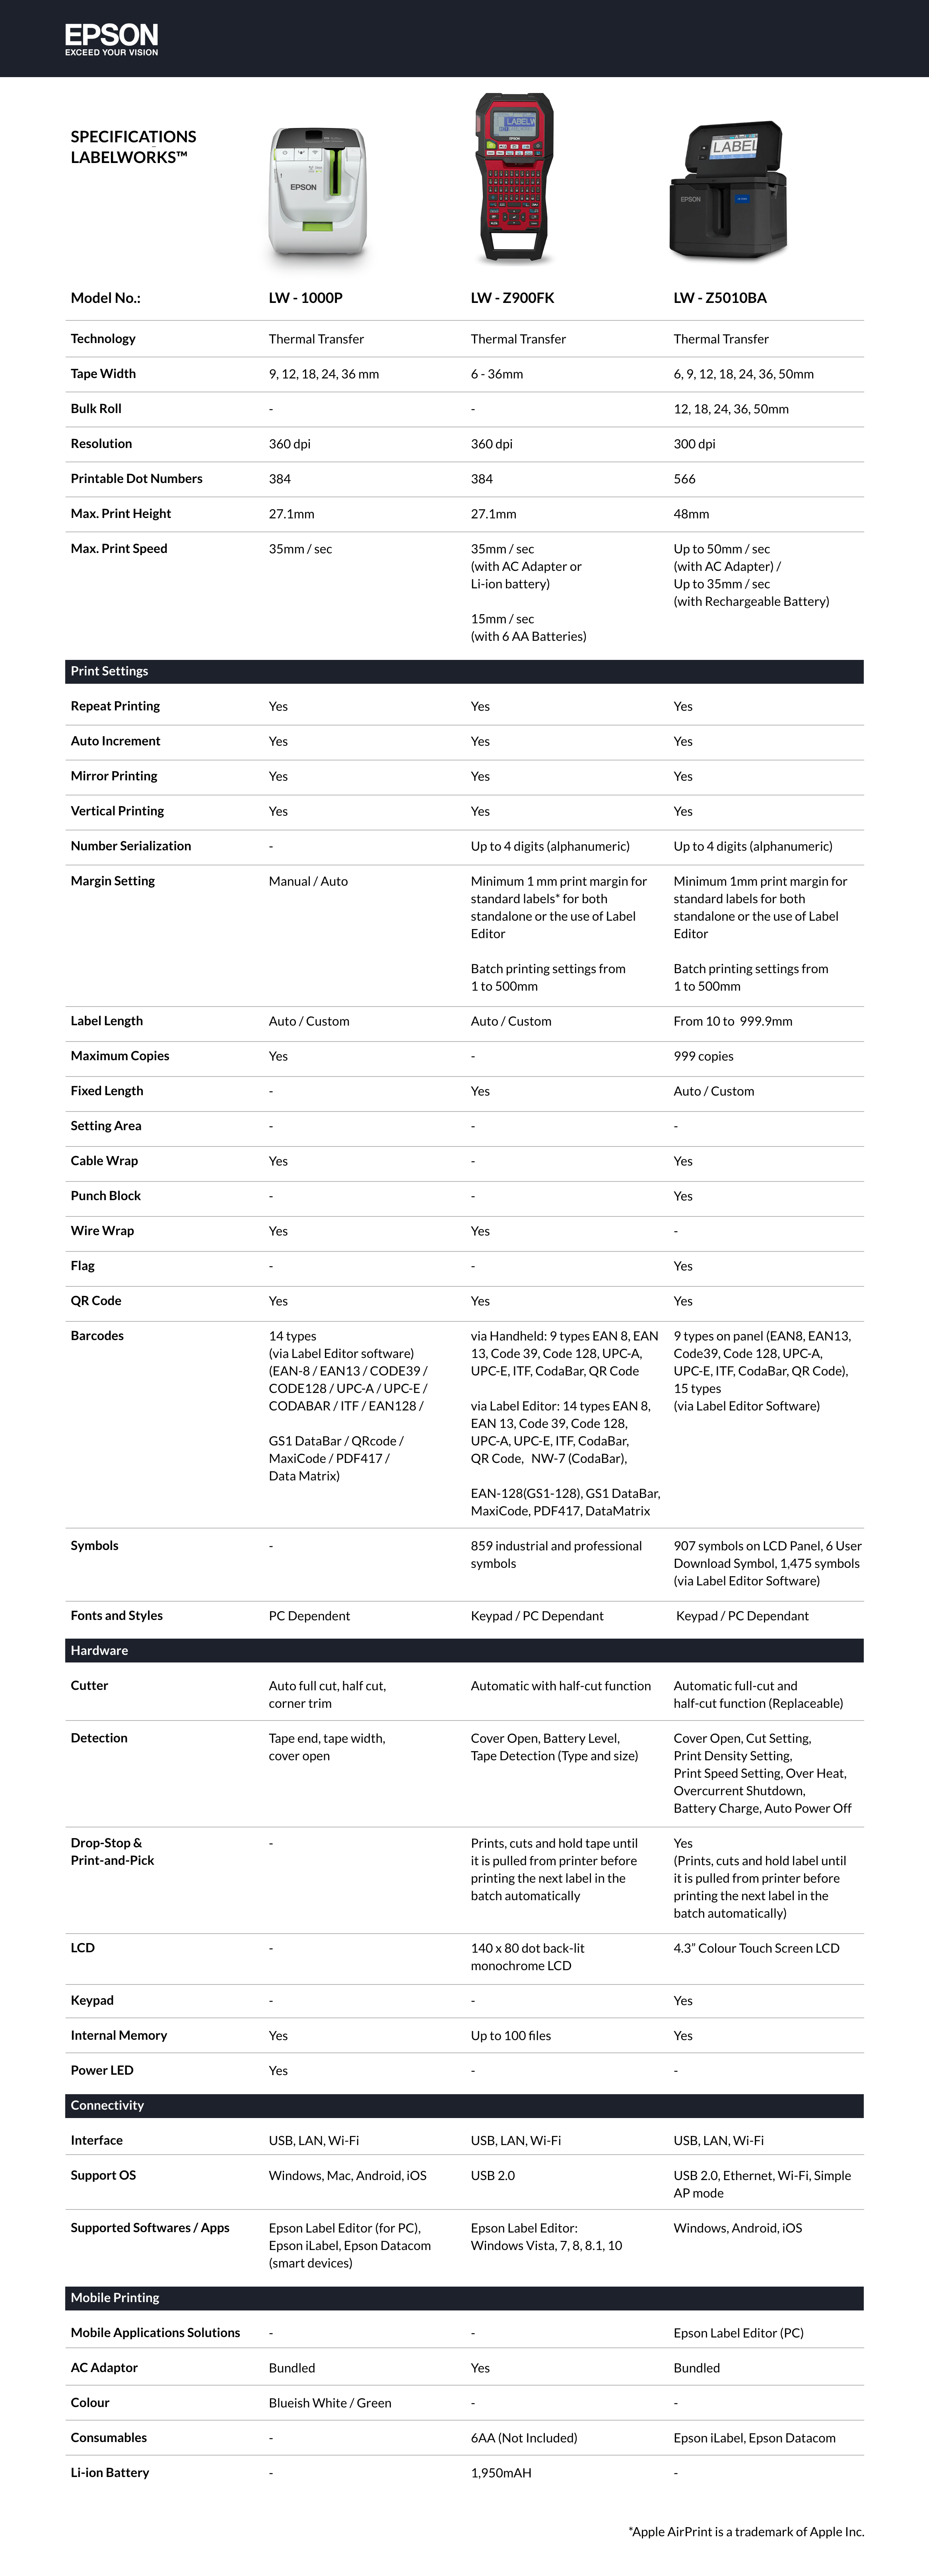 EPSON
EXCEED YOUR VISION
SPECIFICATIONS
LABELWORKS™
EPSON
LABELW
EPSON
LABEL
EPSON
Model No.: LW - 1000P LW - Z900FK LW - Z5010BA
Technology Thermal Transfer Thermal Transfer Thermal Transfer
Tape Width 9, 12, 18, 24, 36 mm 6 - 36mm 6, 9, 12, 18, 24, 36, 50mm
Bulk Roll - - 12, 18, 24, 36, 50mm
Resolution 360 dpi 360 dpi 300 dpi
Printable Dot Numbers 384 384 566
Max. Print Height 27.1mm 27.1mm 48mm
Max. Print Speed 35mm / sec 35mm / sec Up to 50mm / sec
(with AC Adapter or (with AC Adapter) /
Li-ion battery) Up to 35mm / sec
(with Rechargeable Battery)
15mm / sec
(with 6 AA Batteries)
Print Settings
Repeat Printing Yes Yes Yes
Auto Increment Yes Yes Yes
Mirror Printing Yes Yes Yes
Vertical Printing Yes Yes Yes
Number Serialization - Up to 4 digits (alphanumeric) Up to 4 digits (alphanumeric)
Margin Setting Manual / Auto Minimum 1 mm print margin for Minimum 1mm print margin for
standard labels* for both standard labels for both
standalone or the use of Label standalone or the use of Label
Editor Editor
Batch printing settings from Batch printing settings from
1 to 500mm 1 to 500mm
Label Length Auto / Custom Auto / Custom From 10 to 999.9mm
Maximum Copies Yes - 999 copies
Fixed Length - Yes Auto / Custom
Setting Area - - -
Cable Wrap Yes - Yes
Punch Block - - Yes
Wire Wrap Yes Yes -
Flag - - Yes
QR Code Yes Yes Yes
Barcodes 14 types via Handheld: 9 types EAN 8, EAN 9 types on panel (EAN8, EAN13,
(via Label Editor software) 13, Code 39, Code 128, UPC-A, Code39, Code 128, UPC-A,
(EAN-8 / EAN13 / CODE39 / UPC-E, ITF, CodaBar, QR Code UPC-E, ITF, CodaBar, QR Code),
CODE128 / UPC-A / UPC-E / 15 types
CODABAR / ITF / EAN128 / via Label Editor: 14 types EAN 8, (via Label Editor Software)
EAN 13, Code 39, Code 128,
GS1 DataBar / QRcode / UPC-A, UPC-E, ITF, CodaBar,
MaxiCode / PDF417 / QR Code, NW-7 (CodaBar),
Data Matrix)
EAN-128(GS1-128), GS1 DataBar,
MaxiCode, PDF417, DataMatrix
Symbols - 859 industrial and professional 907 symbols on LCD Panel, 6 User
symbols Download Symbol, 1,475 symbols
(via Label Editor Software)
Fonts and Styles PC Dependent Keypad / PC Dependant Keypad / PC Dependant
Hardware
Cutter Auto full cut, half cut, Automatic with half-cut function Automatic full-cut and
corner trim half-cut function (Replaceable)
Detection Tape end, tape width, Cover Open, Battery Level, Cover Open, Cut Setting,
cover open Tape Detection (Type and size) Print Density Setting,
Print Speed Setting, Over Heat,
Overcurrent Shutdown,
Battery Charge, Auto Power Off
Drop-Stop & - Prints, cuts and hold tape until Yes
Print-and-Pick it is pulled from printer before (Prints, cuts and hold label until
printing the next label in the it is pulled from printer before
batch automatically printing the next label in the
batch automatically)
LCD - 140 x 80 dot back-lit 4.3” Colour Touch Screen LCD
monochrome LCD
Keypad - - Yes
Internal Memory Yes Up to 100 files Yes
Power LED Yes - -
Connectivity
Interface USB, LAN, Wi-Fi USB, LAN, Wi-Fi USB, LAN, Wi-Fi
Support OS Windows, Mac, Android, iOS USB 2.0 USB 2.0, Ethernet, Wi-Fi, Simple
AP mode
Supported Softwares / Apps Epson Label Editor (for PC), Epson Label Editor: Windows, Android, iOS
Epson iLabel, Epson Datacom Windows Vista, 7, 8, 8.1, 10
(smart devices)
Mobile Printing
Mobile Applications Solutions - - Epson Label Editor (PC)
AC Adaptor Bundled Yes Bundled
Colour Blueish White / Green - -
Consumables - 6AA (Not Included) Epson iLabel, Epson Datacom
Li-ion Battery - 1,950mAH -
*Apple AirPrint is a trademark of Apple Inc.